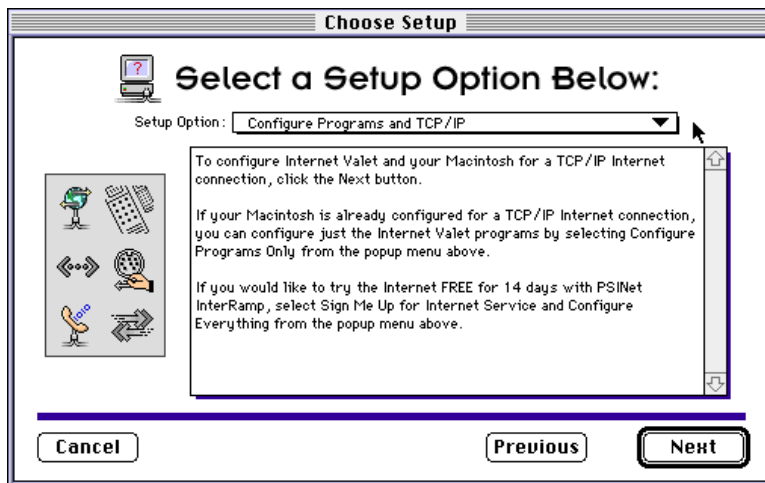 Choose Setup
?
Select a Setup Option Below:
Setup Option: Configure Programs and TCP/IP
To configure Internet Valet and your Macintosh for a TCP/IP Internet
connection, click the Next button.
If your Macintosh is already configured for a TCP/IP Internet connection,
you can configure just the Internet Valet programs by selecting Configure
Programs Only from the popup menu above.
If you would like to try the Internet FREE for 14 days with PSINet
InterRamp, select Sign Me Up for Internet Service and Configure
Everything from the popup menu above.
Cancel
Previous
Next